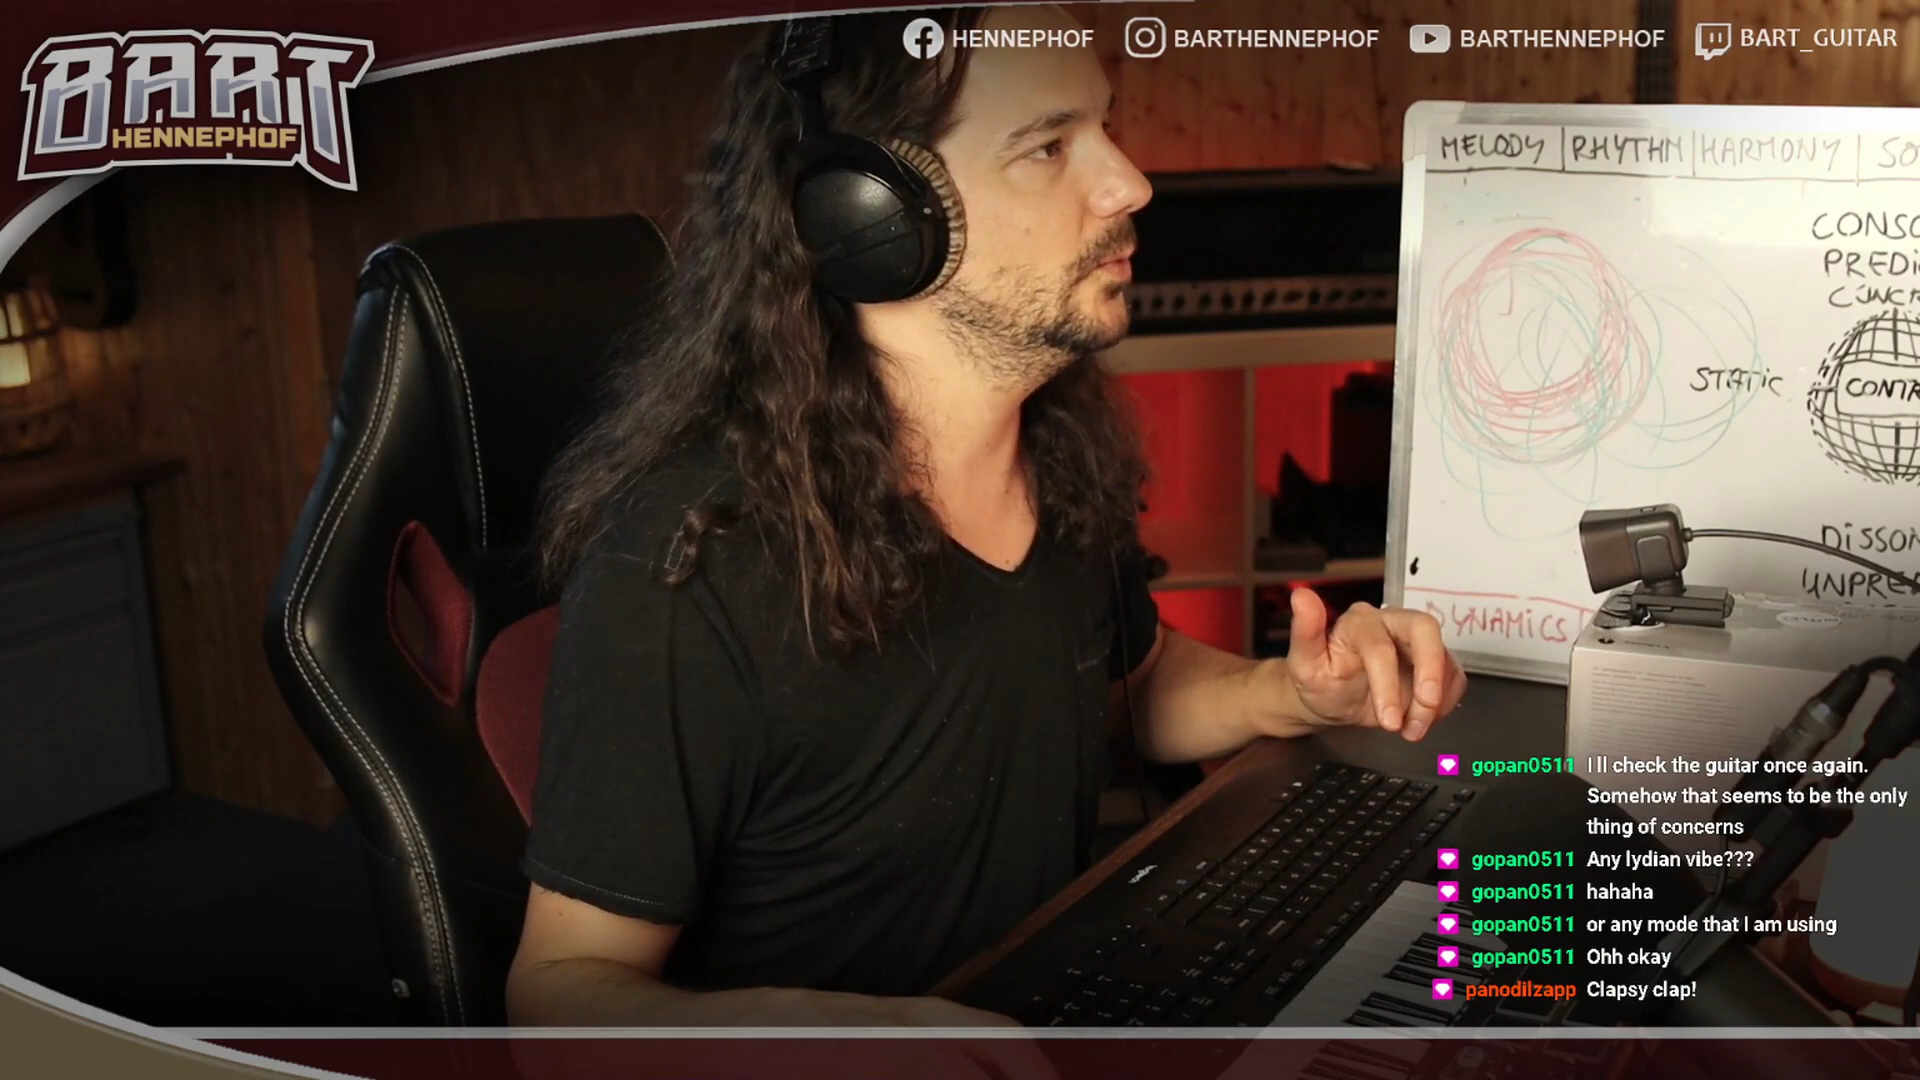 BART
HENNEPHOF
HENNEPHOF
BARTHENNEPHOF
BARTHENNEPHOF
BART_GUITAR
MELODY RHYTHM HARMONY
STATiC
DYNAMiCS
gopan0511 I ll check the guitar once again.
Somehow that seems to be the only
thing of concerns
gopan0511 Any lydian vibe???
gopan0511 hahaha
gopan0511 or any mode that I am using
gopan0511 Ohh okay
panodilzapp Clapsy clap!